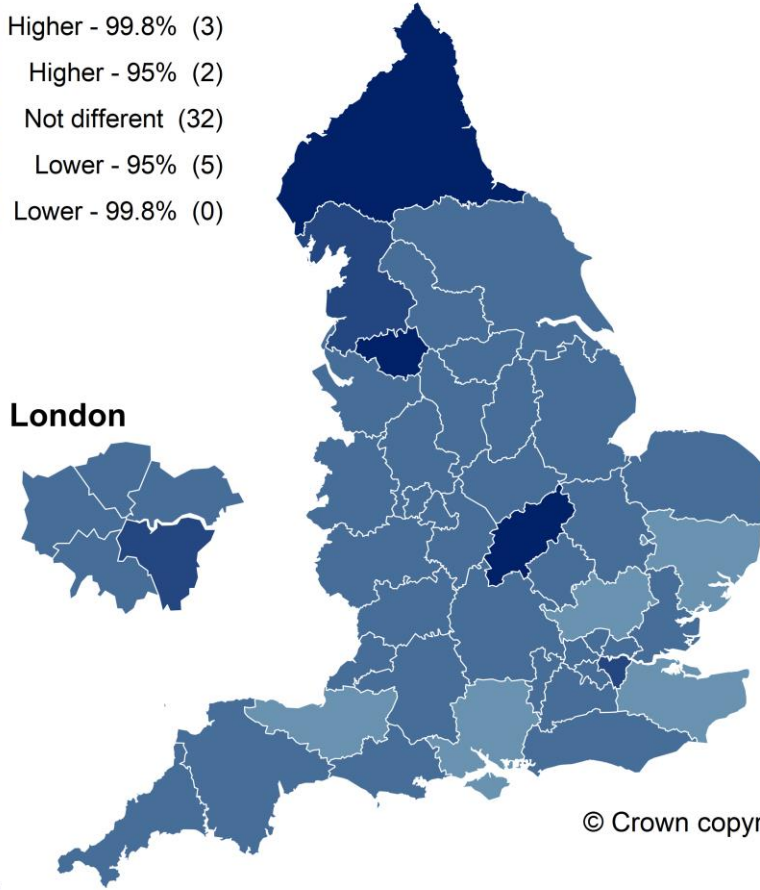 Higher - 99.8% (3)
Higher - 95% (2)
Not different (32)
Lower - 95% (5)
Lower - 99.8% (0)
London
© Crown copyr